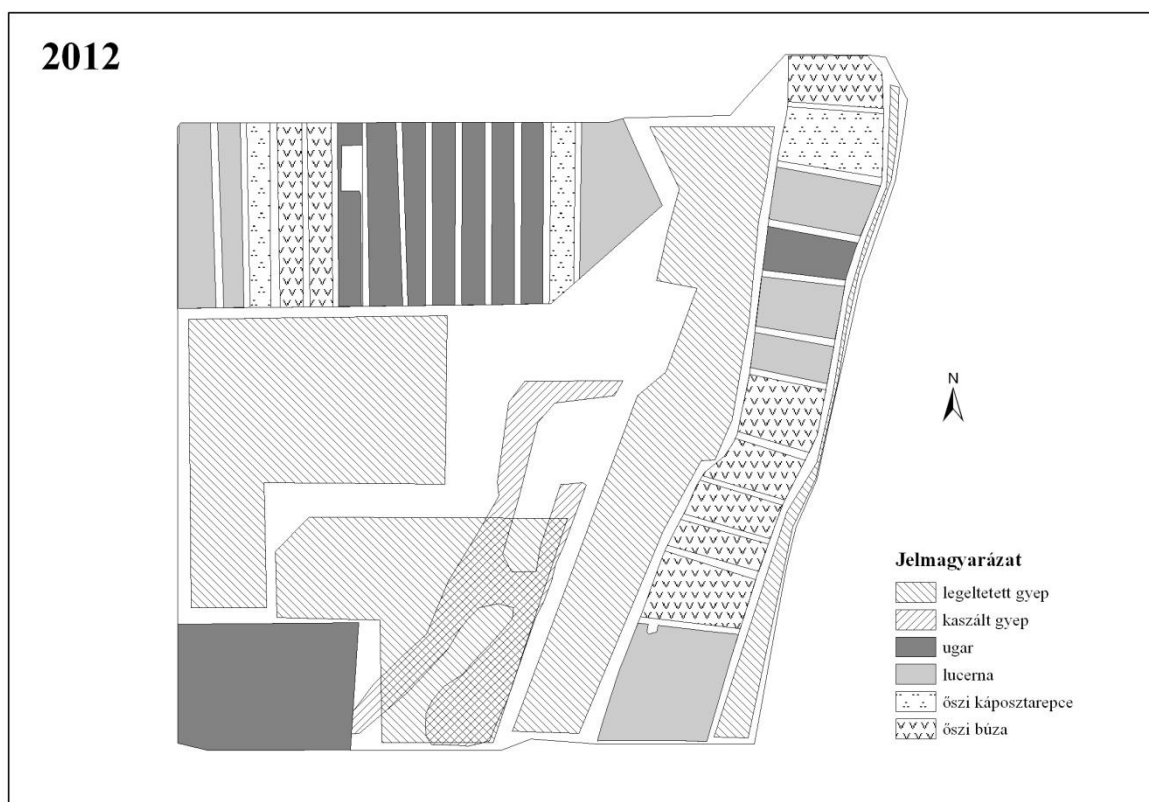 2012
N
Jelmagyarázat
legeltetett gyep
kaszált gyep
ugar
lucerna
őszi káposztarepce
őszi búza